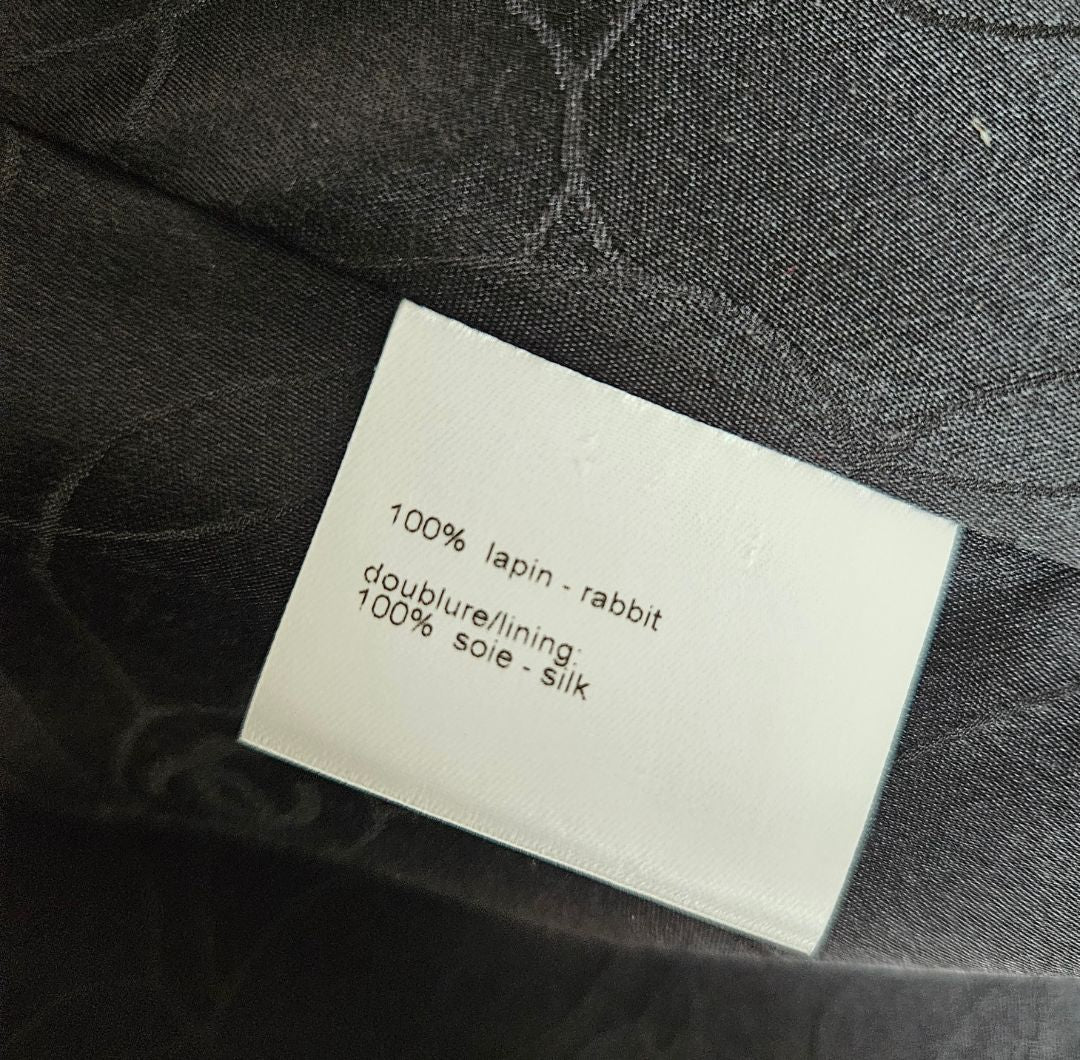 100% lapin - rabbit
doublure/lining:
100% soie - silk